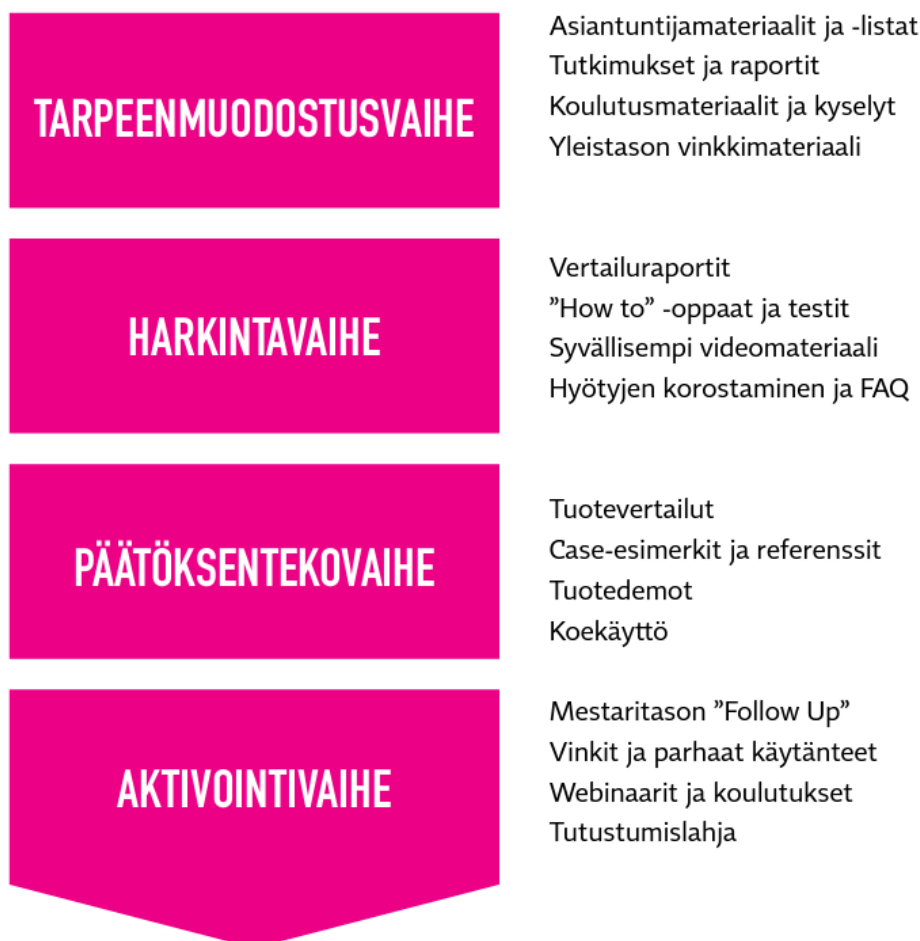 TARPEENMUODOSTUSVAIHE
Asiantuntijamateriaalit ja -listat
Tutkimukset ja raportit
Koulutusmateriaalit ja kyselyt
Yleistason vinkkimateriaali
HARKINTAVAIHE
Vertailuraportit
”How to” -oppaat ja testit
Syvällisempi videomateriaali
Hyötyjen korostaminen ja FAQ
PÄÄTÖKSENTEKOVAIHE
Tuotevertailut
Case-esimerkit ja referenssit
Tuotedemot
Koekäyttö
AKTIVOINTIVAIHE
Mestaritason ”Follow Up”
Vinkit ja parhaat käytänteet
Webinaarit ja koulutukset
Tutustumislahja